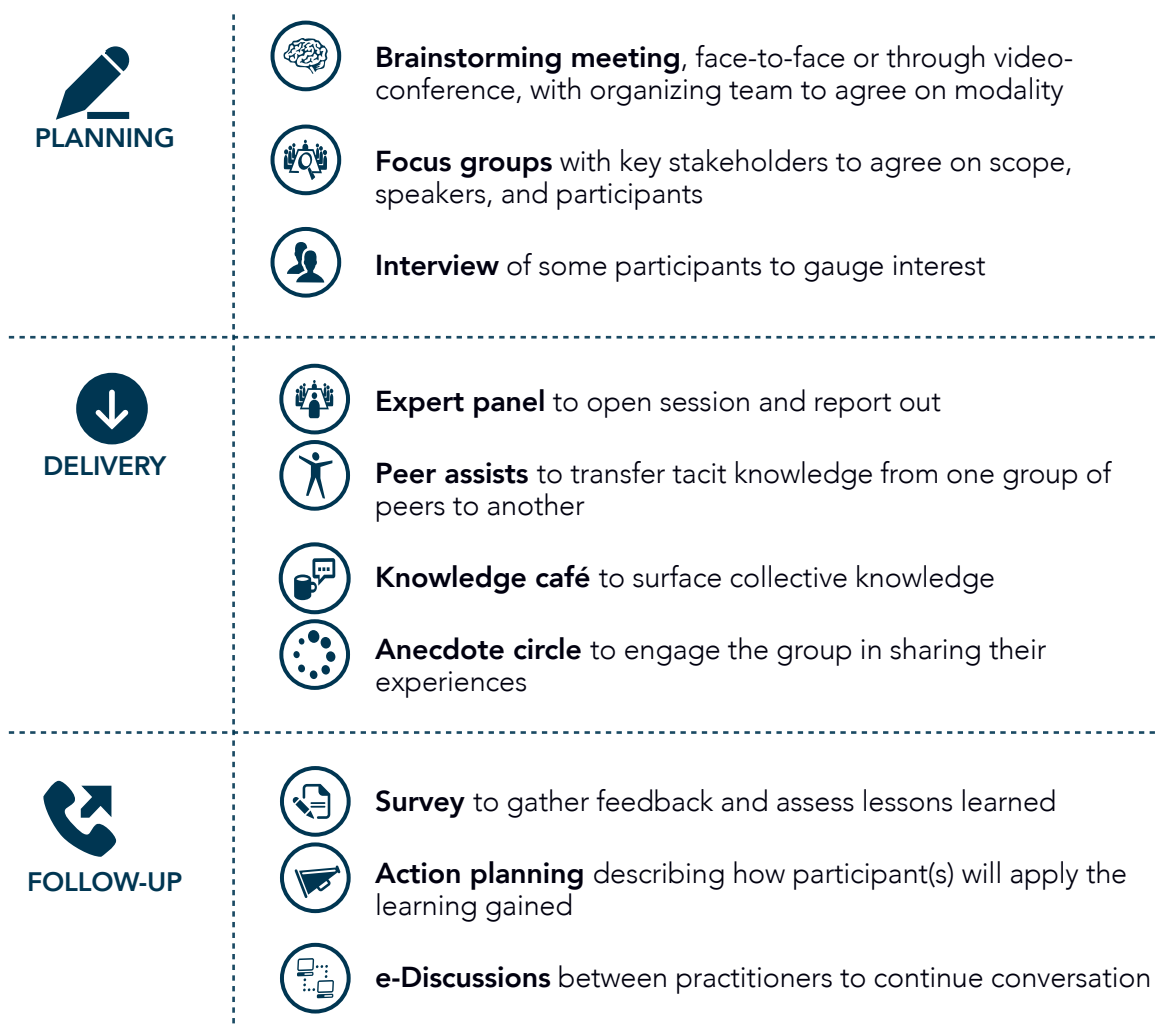 PLANNING
Brainstorming meeting, face-to-face or through video-
conference, with organizing team to agree on modality
Focus groups with key stakeholders to agree on scope,
speakers, and participants
Interview of some participants to gauge interest
DELIVERY
Expert panel to open session and report out
Peer assists to transfer tacit knowledge from one group of
peers to another
Knowledge café to surface collective knowledge
Anecdote circle to engage the group in sharing their
experiences
FOLLOW-UP
Survey to gather feedback and assess lessons learned
Action planning describing how participant(s) will apply the
learning gained
e-Discussions between practitioners to continue conversation